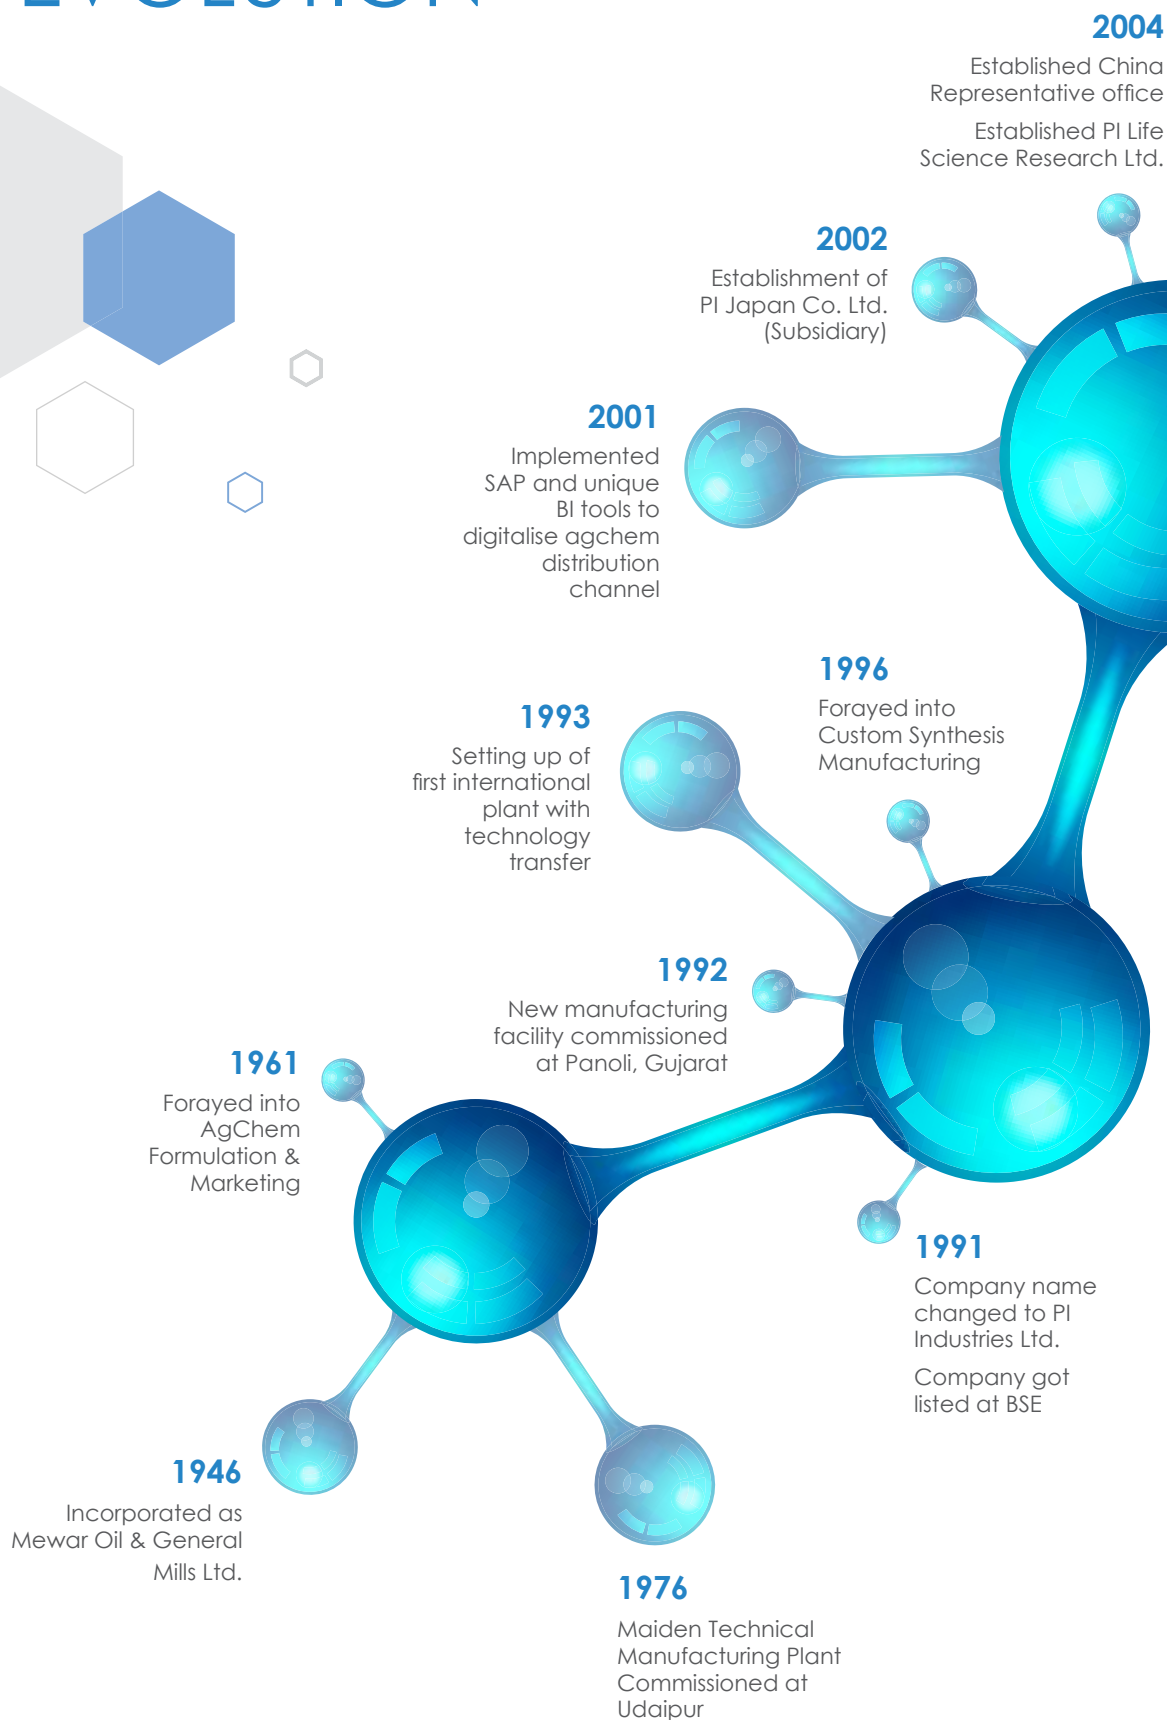 EVOLUTION
2004
Established China
Representative office
Established PI Life
Science Research Ltd.
2002
Establishment of
PI Japan Co. Ltd.
(Subsidiary)
2001
Implemented
SAP and unique
BI tools to
digitalise agchem
distribution
channel
1996
Forayed into
Custom Synthesis
Manufacturing
1993
Setting up of
first international
plant with
technology
transfer
1992
New manufacturing
facility commissioned
at Panoli, Gujarat
1961
Forayed into
AgChem
Formulation &
Marketing
1991
Company name
changed to PI
Industries Ltd.
Company got
listed at BSE
1946
Incorporated as
Mewar Oil & General
Mills Ltd.
1976
Maiden Technical
Manufacturing Plant
Commissioned at
Udaipur